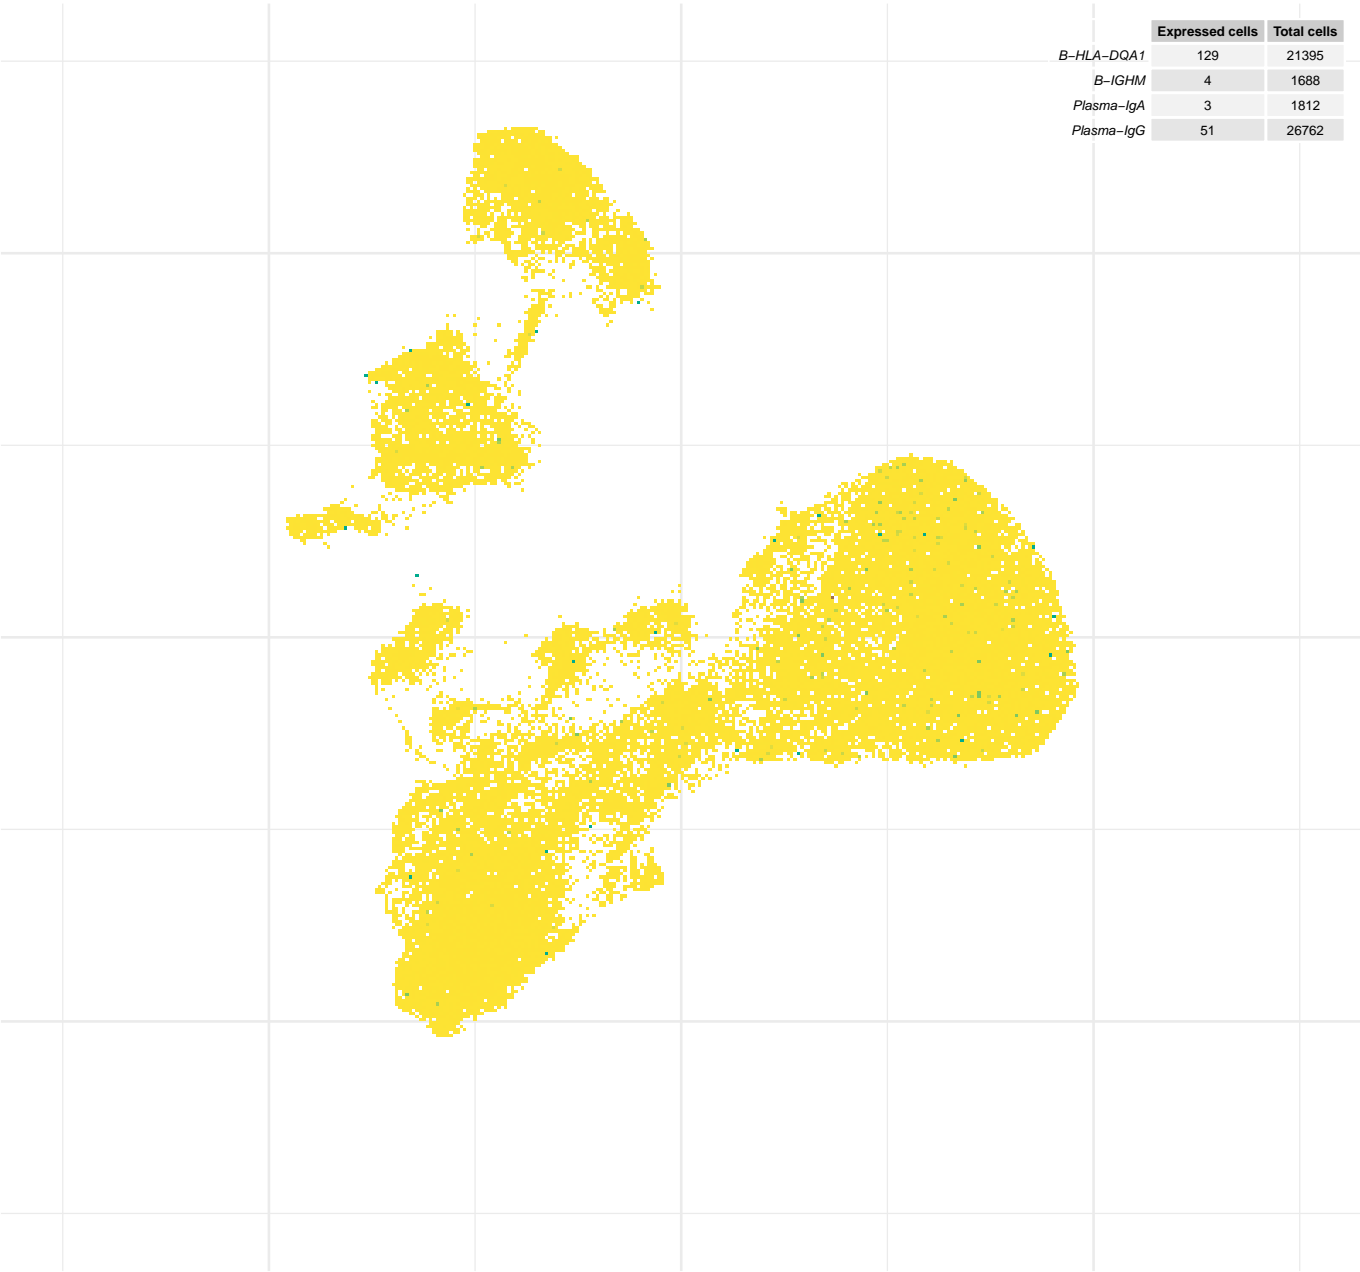 Expressed cells Total cells
B−HLA−DQA1 129 21395
B−IGHM 4 1688
Plasma−IgA 3 1812
Plasma−IgG 51 26762